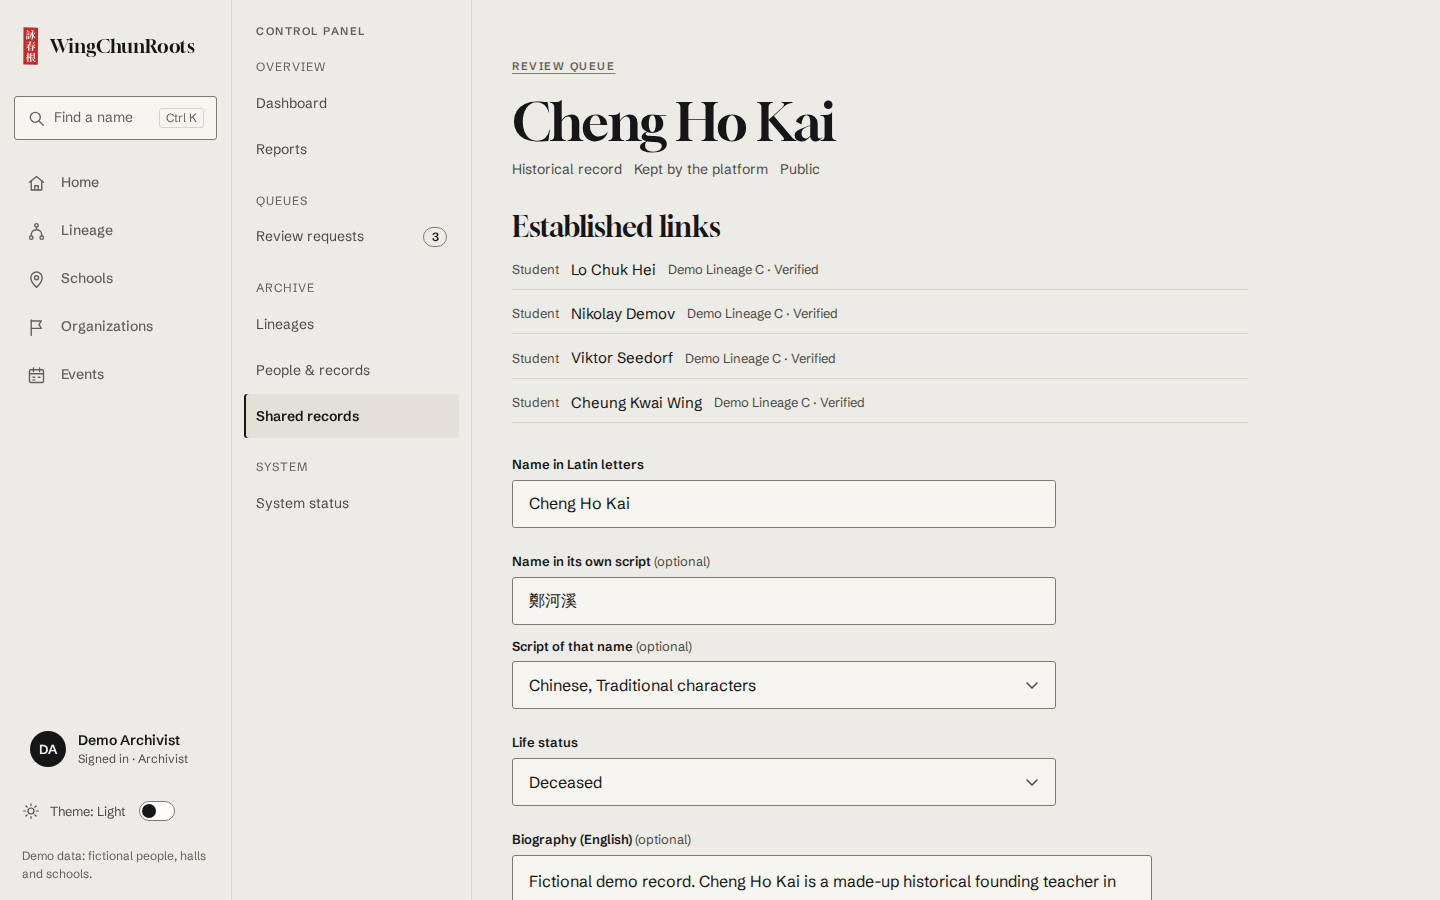 詠春根
WingChunRoots
Find a name
Ctrl K
Home
Lineage
Schools
Organizations
Events
DA
Demo Archivist
Signed in · Archivist
Theme: Light
Demo data: fictional people, halls
and schools.
CONTROL PANEL
OVERVIEW
Dashboard
Reports
QUEUES
Review requests 3
ARCHIVE
Lineages
People & records
Shared records
SYSTEM
System status
REVIEW QUEUE
Cheng Ho Kai
Historical record Kept by the platform Public
Established links
Student Lo Chuk Hei Demo Lineage C · Verified
Student Nikolay Demov Demo Lineage C · Verified
Student Viktor Seedorf Demo Lineage C · Verified
Student Cheung Kwai Wing Demo Lineage C · Verified
Name in Latin letters
Cheng Ho Kai
Name in its own script (optional)
鄭河溪
Script of that name (optional)
Chinese, Traditional characters
Life status
Deceased
Biography (English) (optional)
Fictional demo record. Cheng Ho Kai is a made-up historical founding teacher in